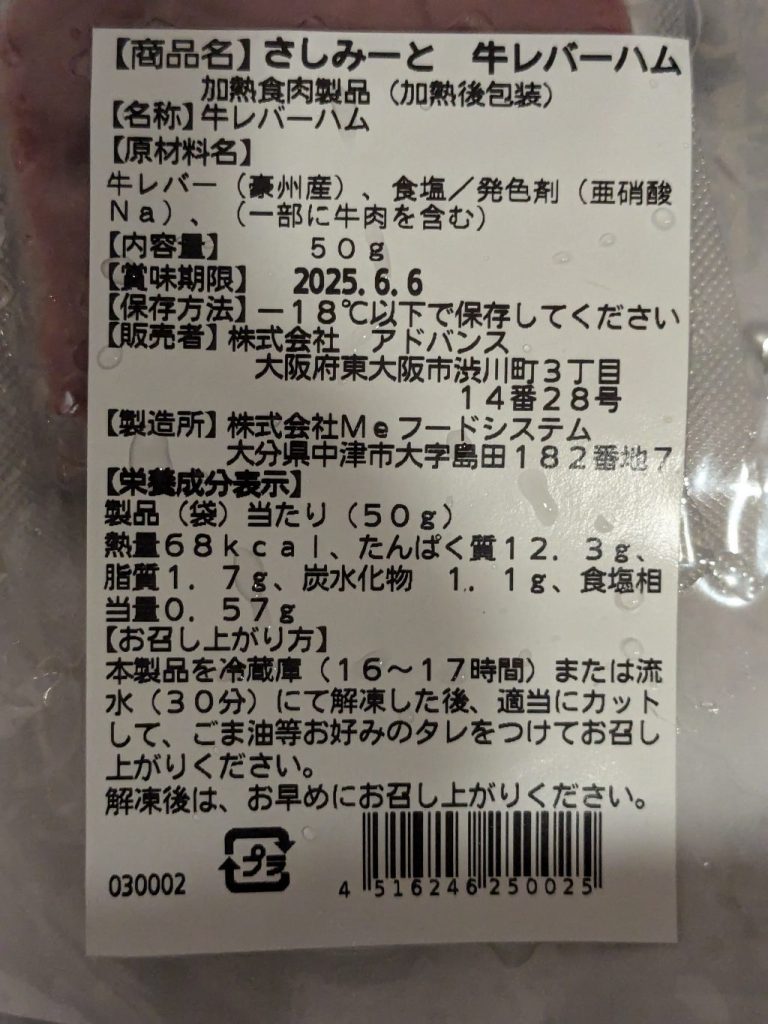 【商品名】さしみーと　牛レバーハム
加熱食肉製品（加熱後包装）
【名称】牛レバーハム
【原材料名】
牛レバー（豪州産）、食塩／発色剤（亜硝酸
Ｎａ）、（一部に牛肉を含む）
【内容量】　　　５０ｇ
【賞味期限】　2025.6.6
【保存方法】－１８℃以下で保存してください
【販売者】株式会社　アドバンス
大阪府東大阪市渋川町３丁目
１４番２８号
【製造所】株式会社Ｍｅフードシステム
大分県中津市大字島田１８２番地７
【栄養成分表示】
製品（袋）当たり（５０ｇ）
熱量６８ｋｃａｌ、たんぱく質１２．３ｇ、
脂質１．７ｇ、炭水化物　１．１ｇ、食塩相
当量０．５７ｇ
【お召し上がり方】
本製品を冷蔵庫（１６～１７時間）または流
水（３０分）にて解凍した後、適当にカット
して、ごま油等お好みのタレをつけてお召し
上がりください。
解凍後は、お早めにお召し上がりください。
030002
プラ
4 516246 250025